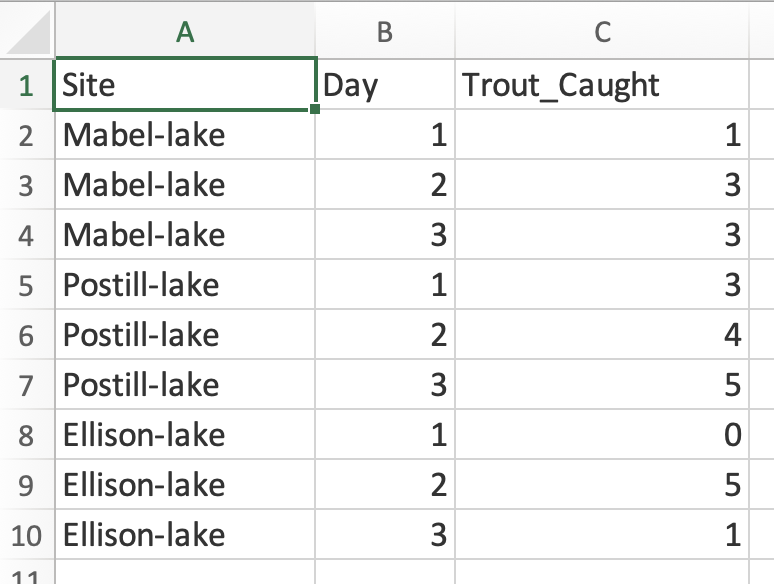 A B C
1 Site Day Trout_Caught
2 Mabel-lake 1 1
3 Mabel-lake 2 3
4 Mabel-lake 3 3
5 Postill-lake 1 3
6 Postill-lake 2 4
7 Postill-lake 3 5
8 Ellison-lake 1 0
9 Ellison-lake 2 5
10 Ellison-lake 3 1
11